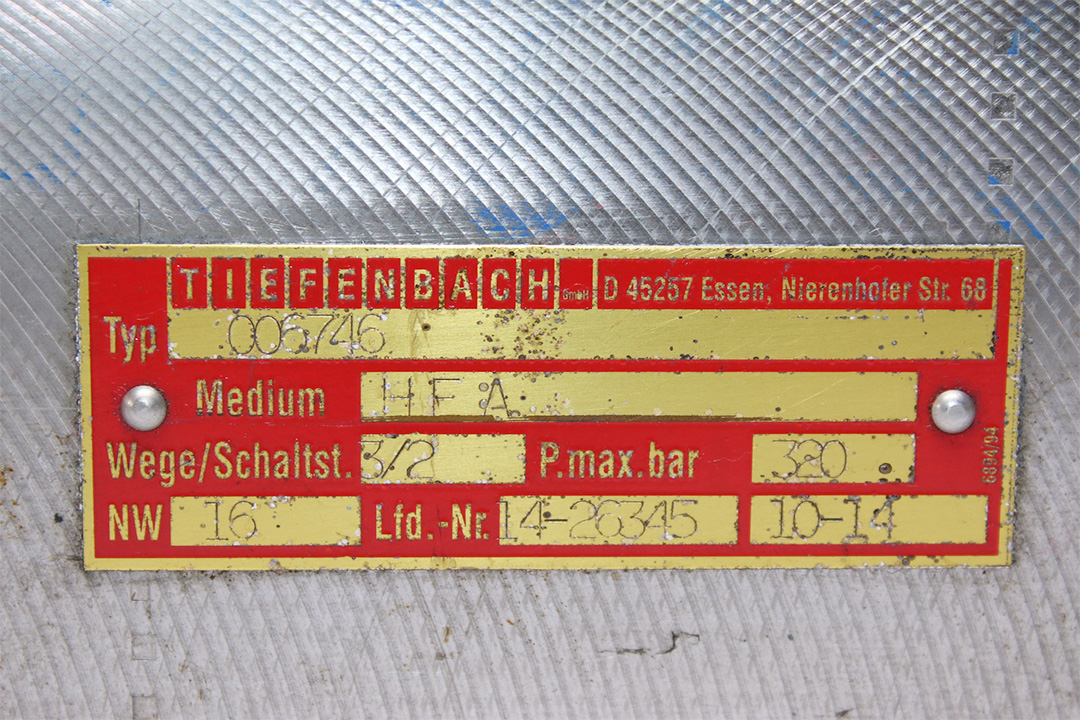 TIEFENBACH GmbH D 45257 Essen, Nierenhofer Str. 68
Typ 006746
Medium HFA
Wege/Schaltst. 3/2 P.max.bar 320
NW 16 Lfd.-Nr. 14-26345 10-14
6894/94